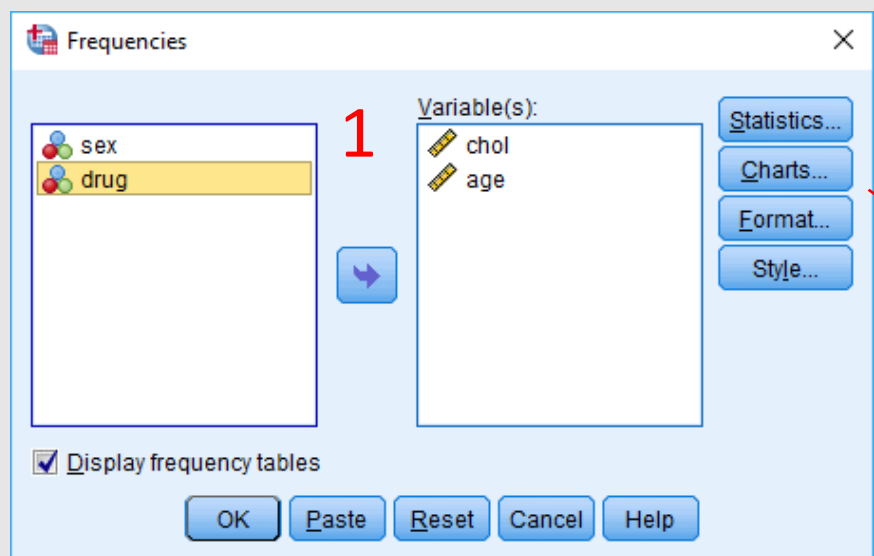 Frequencies
1
Variable(s):
sex
drug
chol
age
Statistics...
Charts...
Format...
Style...
Display frequency tables
OK Paste Reset Cancel Help